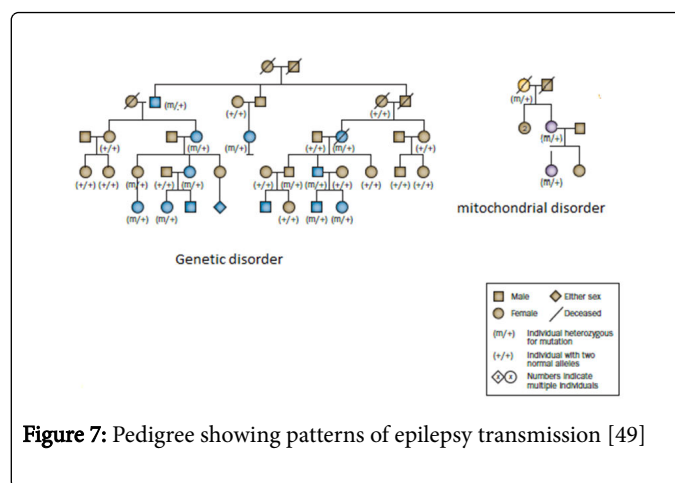 (m/+)
(+/+) (+/+)
(+/+) (m/+) (m/+) (+/+) (m/+) (+/+)
(+/+) (+/+) (m/+) (+/+) (m/+) (+/+) (m/+) (m/+) (+/+) (+/+) (+/+) (+/+)
(m/+) (m/+) (+/+) (m/+) (m/+)
Genetic disorder
(m/+)
2
(m/+)
(m/+)
mitochondrial disorder
Male
Either sex
Female
Deceased
(m/+) Individual heterozygous
for mutation
(+/+) Individual with two
normal alleles
x x Numbers indicate
multiple individuals
Figure 7: Pedigree showing patterns of epilepsy transmission [49]